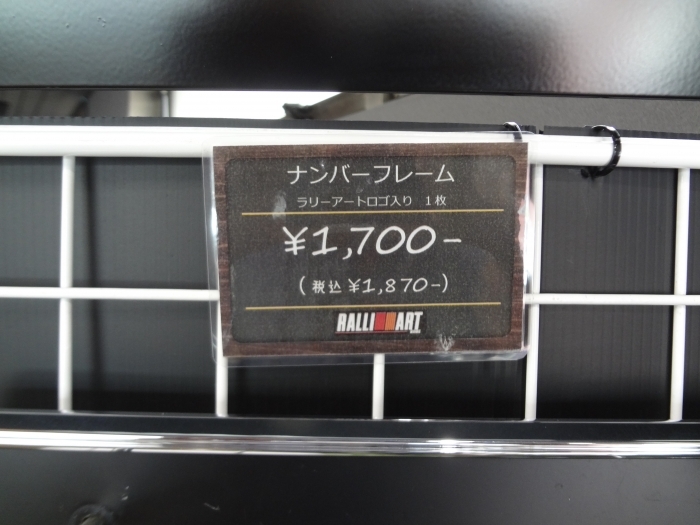 ナンバーフレーム
ラリーアートロゴ入り 1枚
¥1,700-
(税込 ¥1,870-)
RALLIART